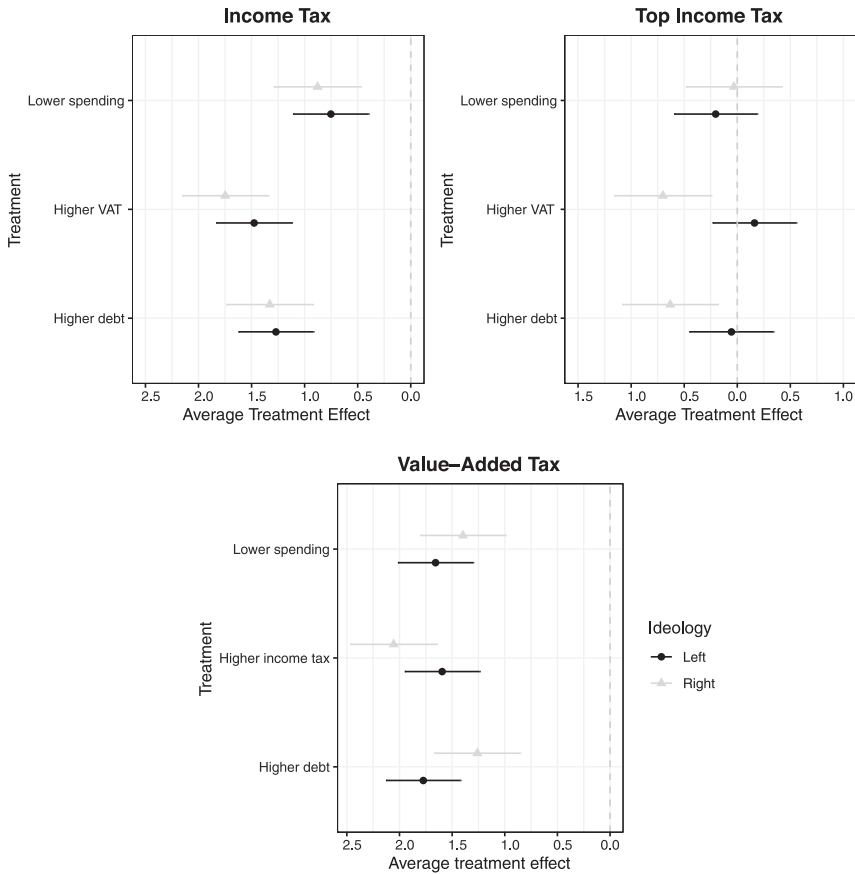 Income Tax
Treatment
Lower spending
Higher VAT
Higher debt
2.5 2.0 1.5 1.0 0.5 0.0
Average Treatment Effect
Top Income Tax
Treatment
Lower spending
Higher VAT
Higher debt
1.5 1.0 0.5 0.0 0.5 1.0
Average Treatment Effect
Value–Added Tax
Treatment
Lower spending
Higher income tax
Higher debt
2.5 2.0 1.5 1.0 0.5 0.0
Average treatment effect
Ideology
Left
Right